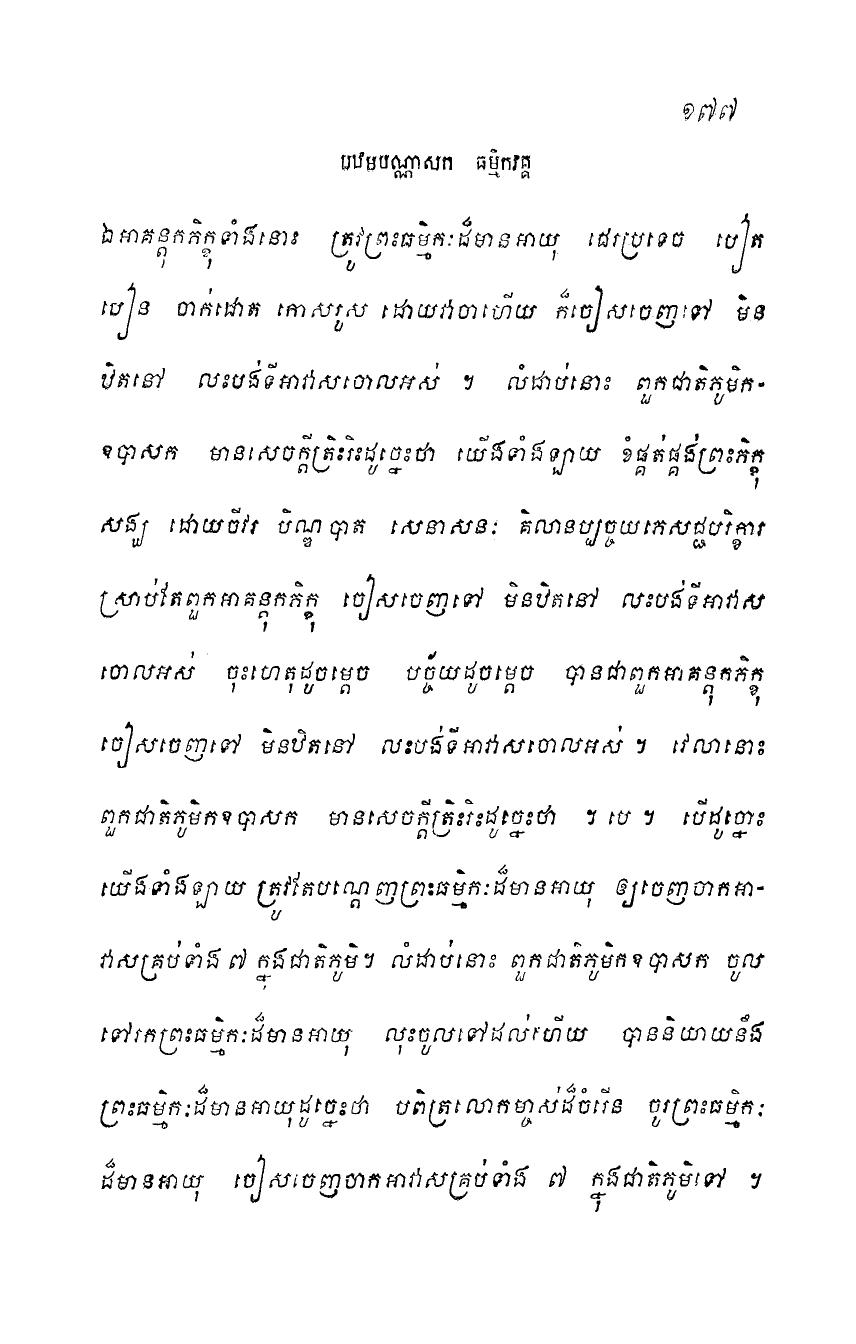 ១៧៧
បឋមបណ្ណាសក ធម្មិកវគ្គ
ឯអាគន្តុកភិក្ខុទាំងនោះ ត្រូវព្រះធម្មិកៈដ៏មានអាយុ ជេរប្រទេច បៀត
បៀន ចាក់ដោត កោសរួស ដោយវាចាហើយ ក៏ចៀសចេញទៅ មិន
ឋិតនៅ លះបង់ទីអាវាសចោលអស់ ។ លំដាប់នោះ ពួកជាតិភូមិក-
ឧបាសក មានសេចក្តីត្រិះរិះដូច្នេះថា យើងទាំងឡាយ ខំផ្គត់ផ្គង់ព្រះភិក្ខុ
សង្ឃ ដោយចីវរ បិណ្ឌបាត សេនាសនៈ គិលានប្បច្ចយភេសជ្ជបរិក្ខារ
ស្រាប់តែពួកអាគន្តុកភិក្ខុ ចៀសចេញទៅ មិនឋិតនៅ លះបង់ទីអាវាស
ចោលអស់ ចុះហេតុដូចម្តេច បច្ច័យដូចម្តេច បានជាពួកអាគន្តុកភិក្ខុ
ចៀសចេញទៅ មិនឋិតនៅ លះបង់ទីអាវាសចោលអស់ ។ វេលានោះ
ពួកជាតិភូមិកឧបាសក មានសេចក្តីត្រិះរិះដូច្នេះថា ។ បេ ។ បើដូច្នោះ
យើងទាំងឡាយ ត្រូវតែបណ្តេញព្រះធម្មិកៈដ៏មានអាយុ ឲ្យចេញចាកអា-
វាសគ្រប់ទាំង ៧ ក្នុងជាតិភូមិ។ លំដាប់នោះ ពួកជាតិភូមិកឧបាសក ចូល
ទៅរកព្រះធម្មិកៈដ៏មានអាយុ លុះចូលទៅដល់ហើយ បាននិយាយនឹង
ព្រះធម្មិកៈដ៏មានអាយុដូច្នេះថា បពិត្រលោកម្ចាស់ដ៏ចំរើន ចូរព្រះធម្មិកៈ
ដ៏មានអាយុ ចៀសចេញចាកអាវាសគ្រប់ទាំង ៧ ក្នុងជាតិភូមិទៅ ។